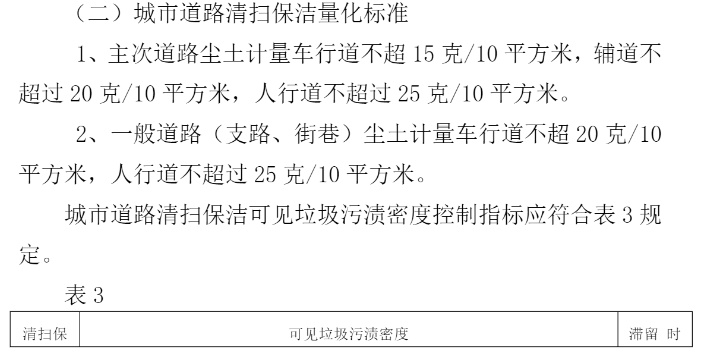 （二）城市道路清扫保洁量化标准
1、主次道路尘土计量车行道不超 15 克/10 平方米，辅道不
超过 20 克/10 平方米，人行道不超过 25 克/10 平方米。
2、一般道路（支路、街巷）尘土计量车行道不超 20 克/10
平方米，人行道不超过 25 克/10 平方米。
城市道路清扫保洁可见垃圾污渍密度控制指标应符合表 3 规
定。
表 3
清扫保 可见垃圾污渍密度 滞留 时